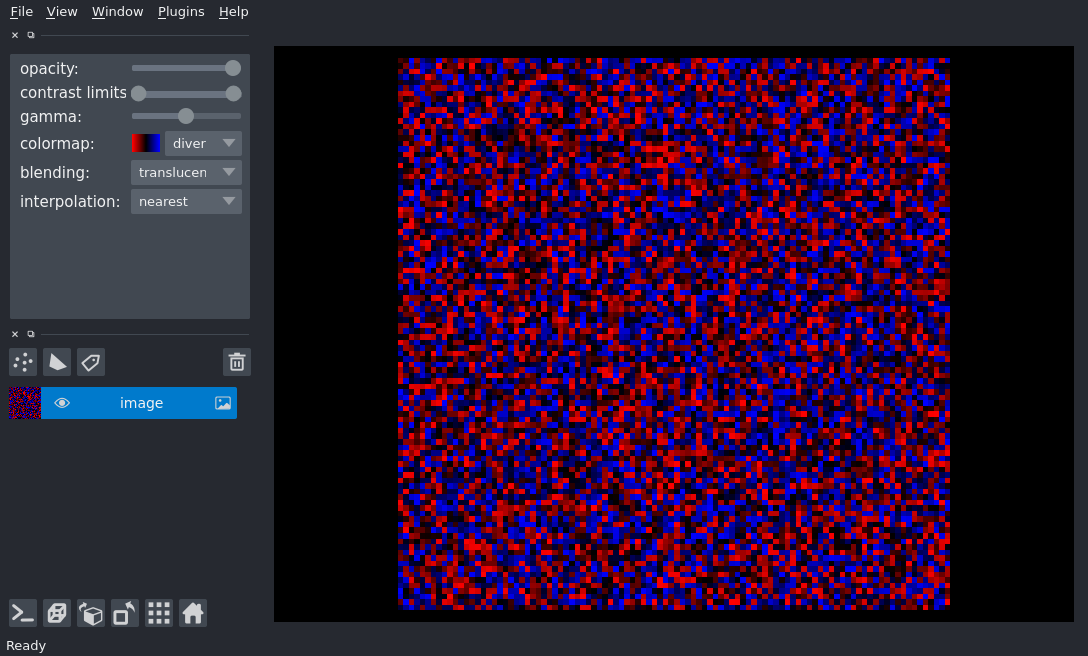 File View Window Plugins Help
opacity:
contrast limits
gamma:
colormap: diver
blending: translucen
interpolation: nearest
image
Ready